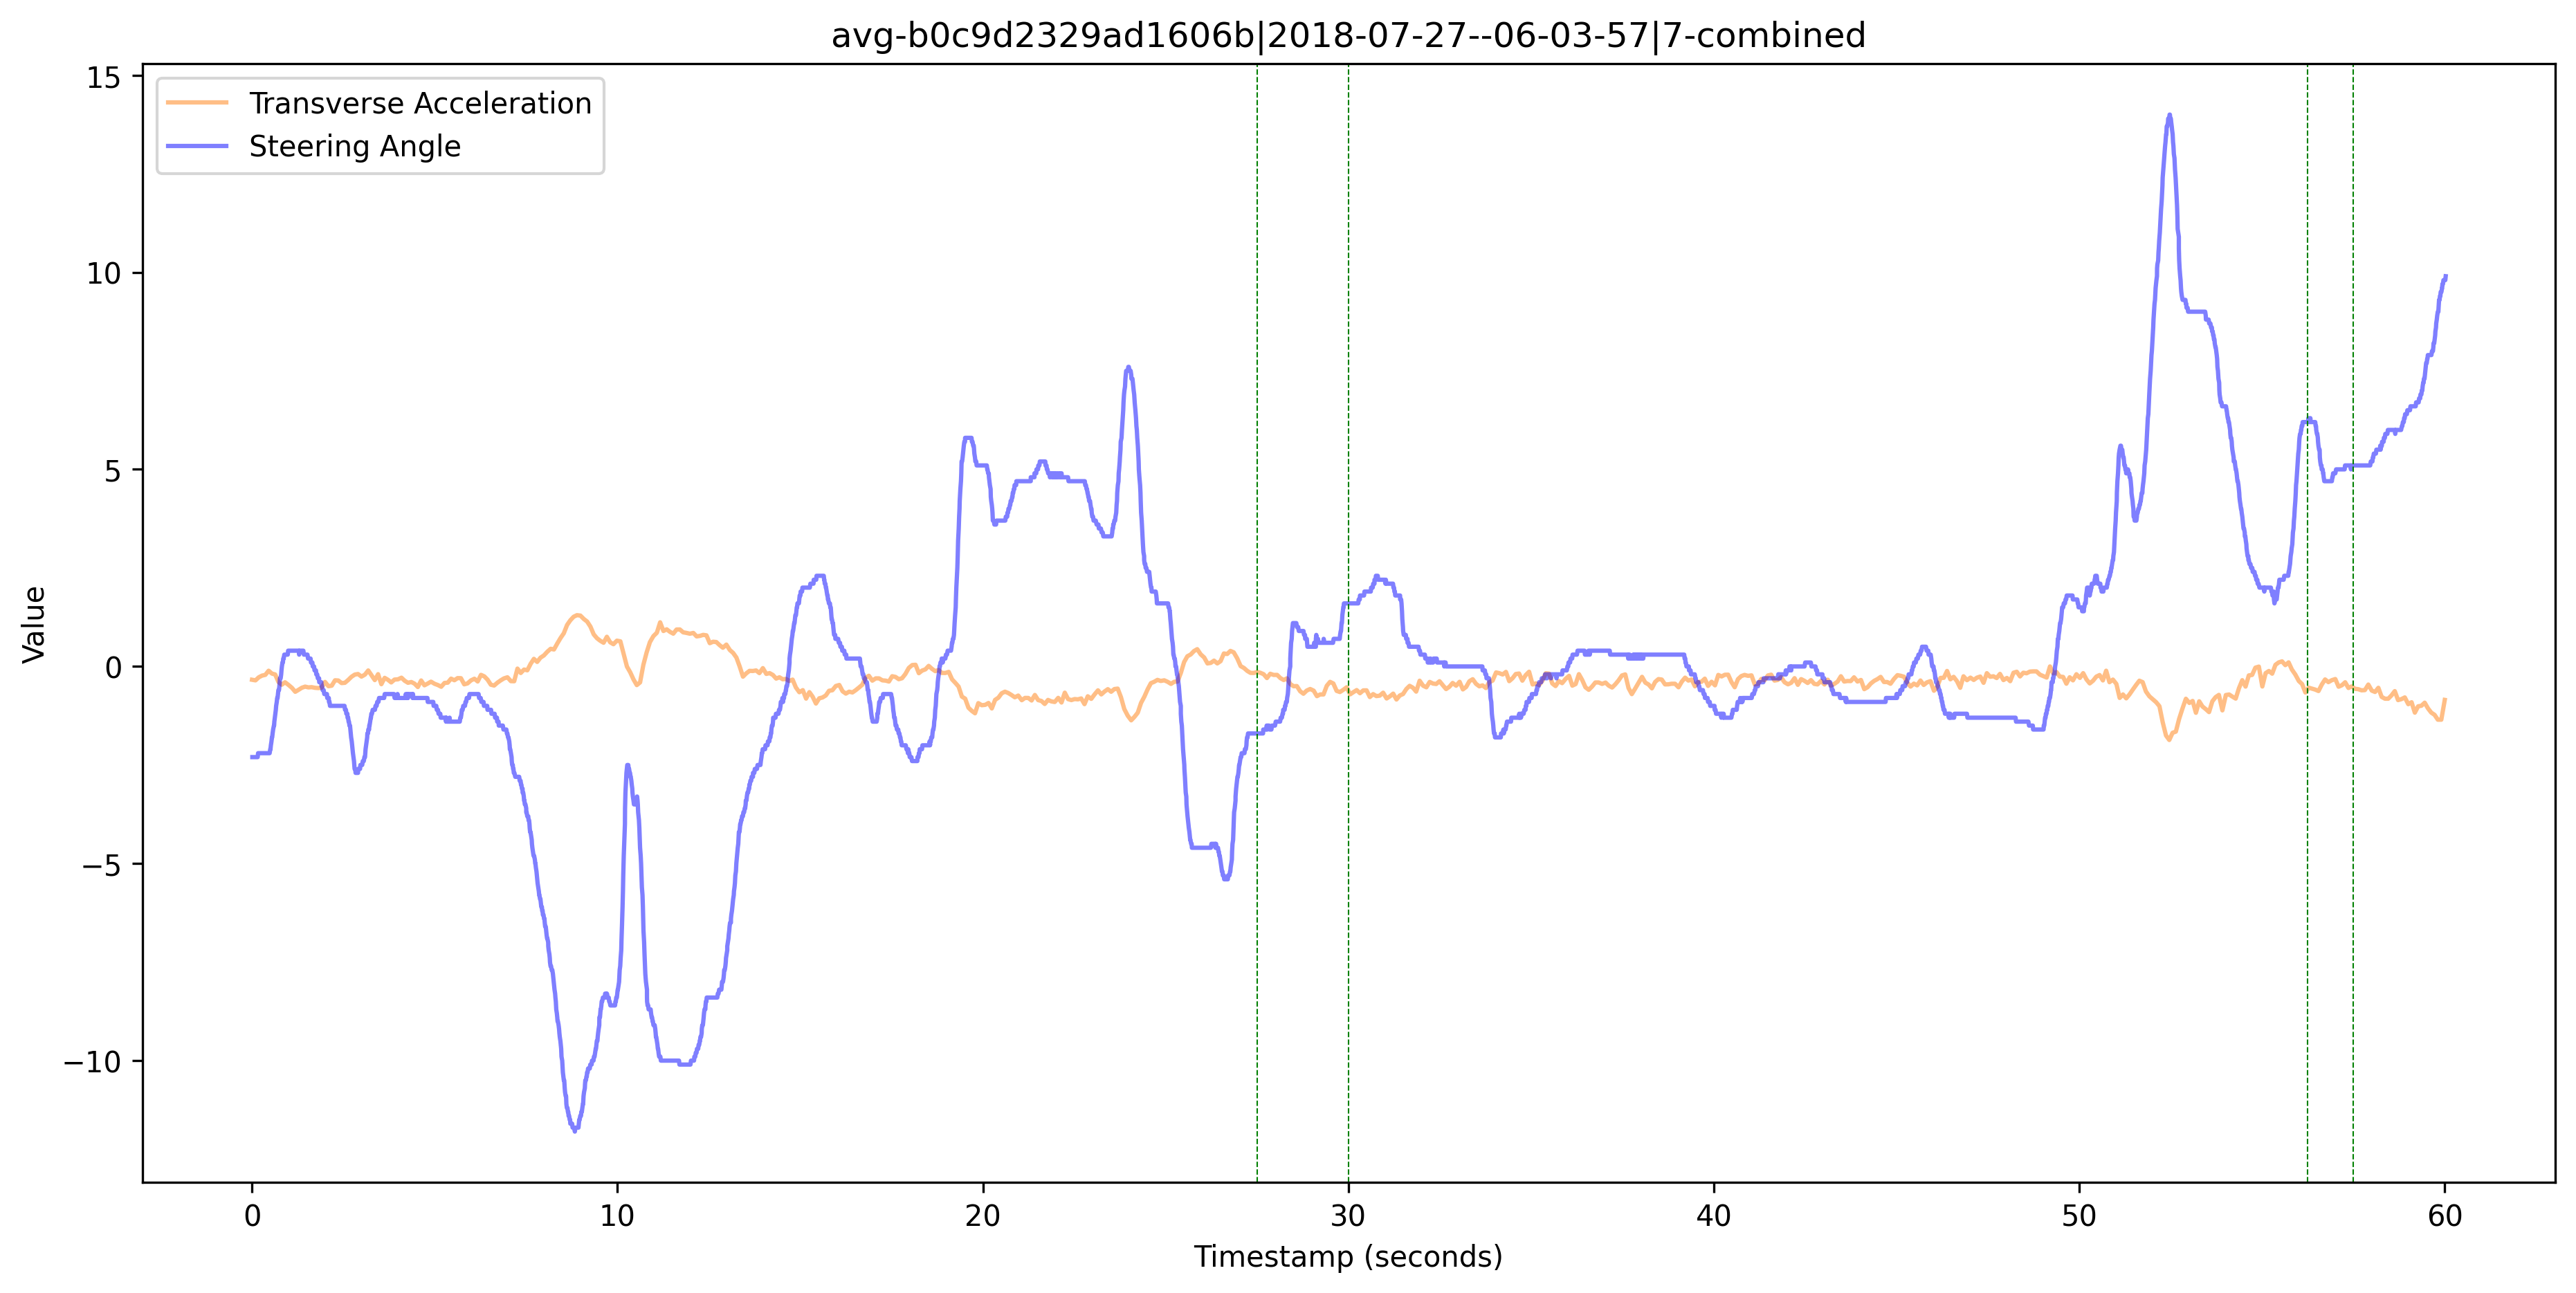 avg-b0c9d2329ad1606b|2018-07-27--06-03-57|7-combined
Transverse Acceleration
Steering Angle
15
10
5
0
−5
−10
Value
0 10 20 30 40 50 60
Timestamp (seconds)